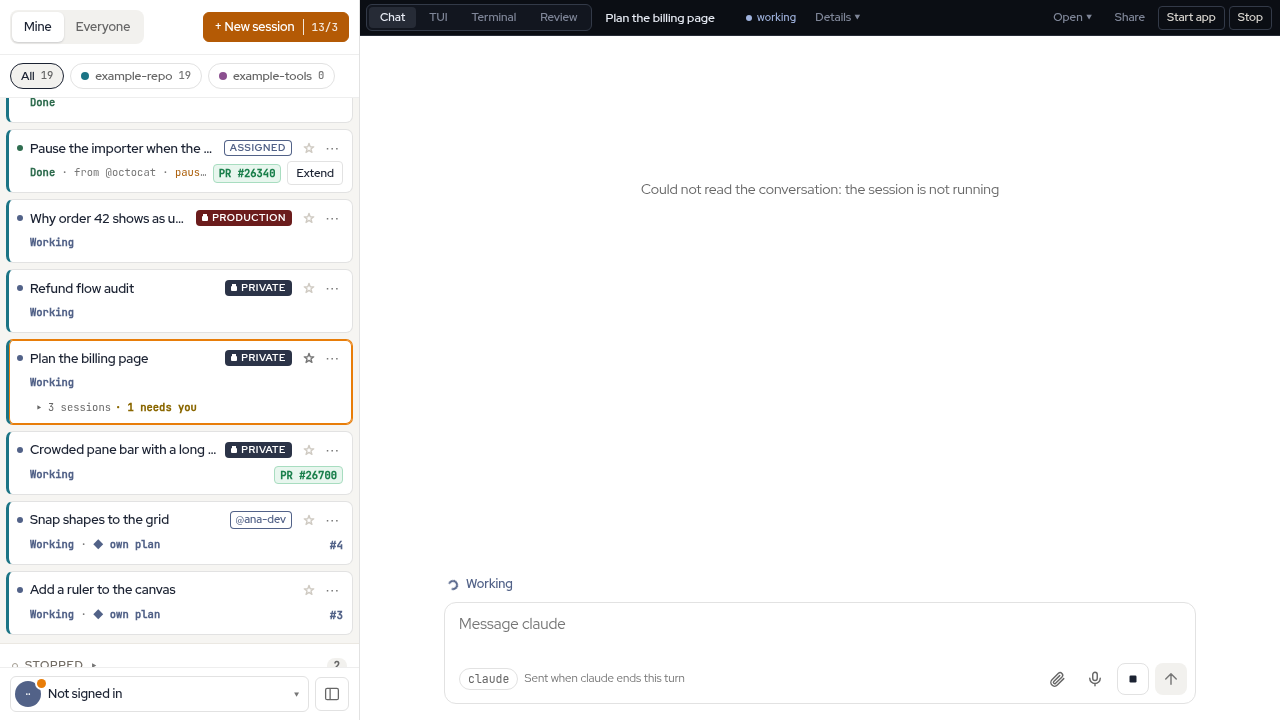 Mine
Everyone
+ New session
13/3
All 19
example-repo 19
example-tools 0
Done
Pause the importer when the ...
ASSIGNED
Done · from @octocat · paus…
PR #26340
Extend
Why order 42 shows as u...
PRODUCTION
Working
Refund flow audit
PRIVATE
Working
Plan the billing page
PRIVATE
Working
3 sessions · 1 needs you
Crowded pane bar with a long ...
PRIVATE
Working
PR #26700
Snap shapes to the grid
@ana-dev
Working · ◆ own plan
#4
Add a ruler to the canvas
Working · ◆ own plan
#3
STOPPED
2
Not signed in
Chat
TUI
Terminal
Review
Plan the billing page
working
Details
Open
Share
Start app
Stop
Could not read the conversation: the session is not running
Working
Message claude
claude
Sent when claude ends this turn